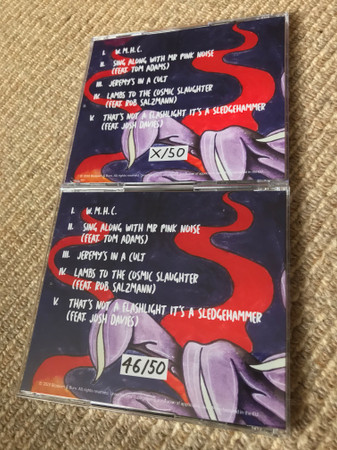 I. W.M.H.C.
II. SING ALONG WITH MR PINK NOISE
(FEAT. TOM ADAMS)
III. JEREMY'S IN A CULT
IV. LAMBS TO THE COSMIC SLAUGHTER
(FEAT. ROB SALZMANN)
V. THAT'S NOT A FLASHLIGHT IT'S A SLEDGEHAMMER
(FEAT. JOSH DAVIES)
X/50
I. W.M.H.C.
II. SING ALONG WITH MR PINK NOISE
(FEAT. TOM ADAMS)
III. JEREMY'S IN A CULT
IV. LAMBS TO THE COSMIC SLAUGHTER
(FEAT. ROB SALZMANN)
V. THAT'S NOT A FLASHLIGHT IT'S A SLEDGEHAMMER
(FEAT. JOSH DAVIES)
46/50
All rights reserved